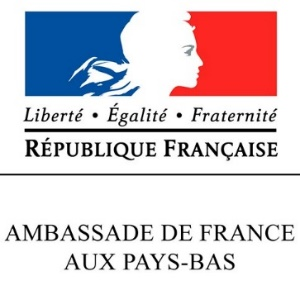 Liberté • Égalité • Fraternité
RÉPUBLIQUE FRANÇAISE
AMBASSADE DE FRANCE
AUX PAYS-BAS